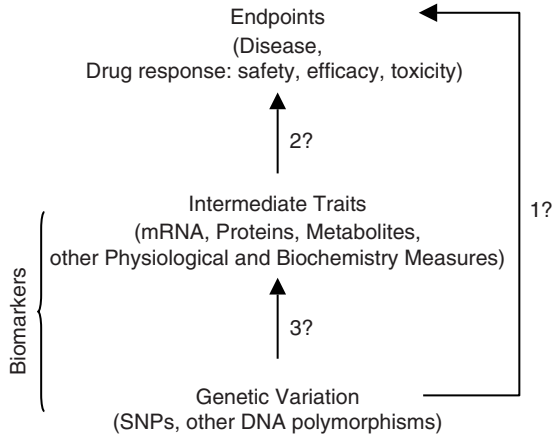 Endpoints
(Disease,
Drug response: safety, efficacy, toxicity)
2?
1?
Intermediate Traits
(mRNA, Proteins, Metabolites,
other Physiological and Biochemistry Measures)
Biomarkers
3?
Genetic Variation
(SNPs, other DNA polymorphisms)